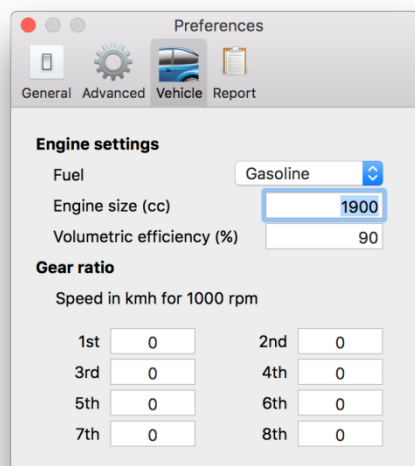 Preferences
General Advanced Vehicle Report
Engine settings
Fuel Gasoline
Engine size (cc) 1900
Volumetric efficiency (%) 90
Gear ratio
Speed in kmh for 1000 rpm
1st 0 2nd 0
3rd 0 4th 0
5th 0 6th 0
7th 0 8th 0